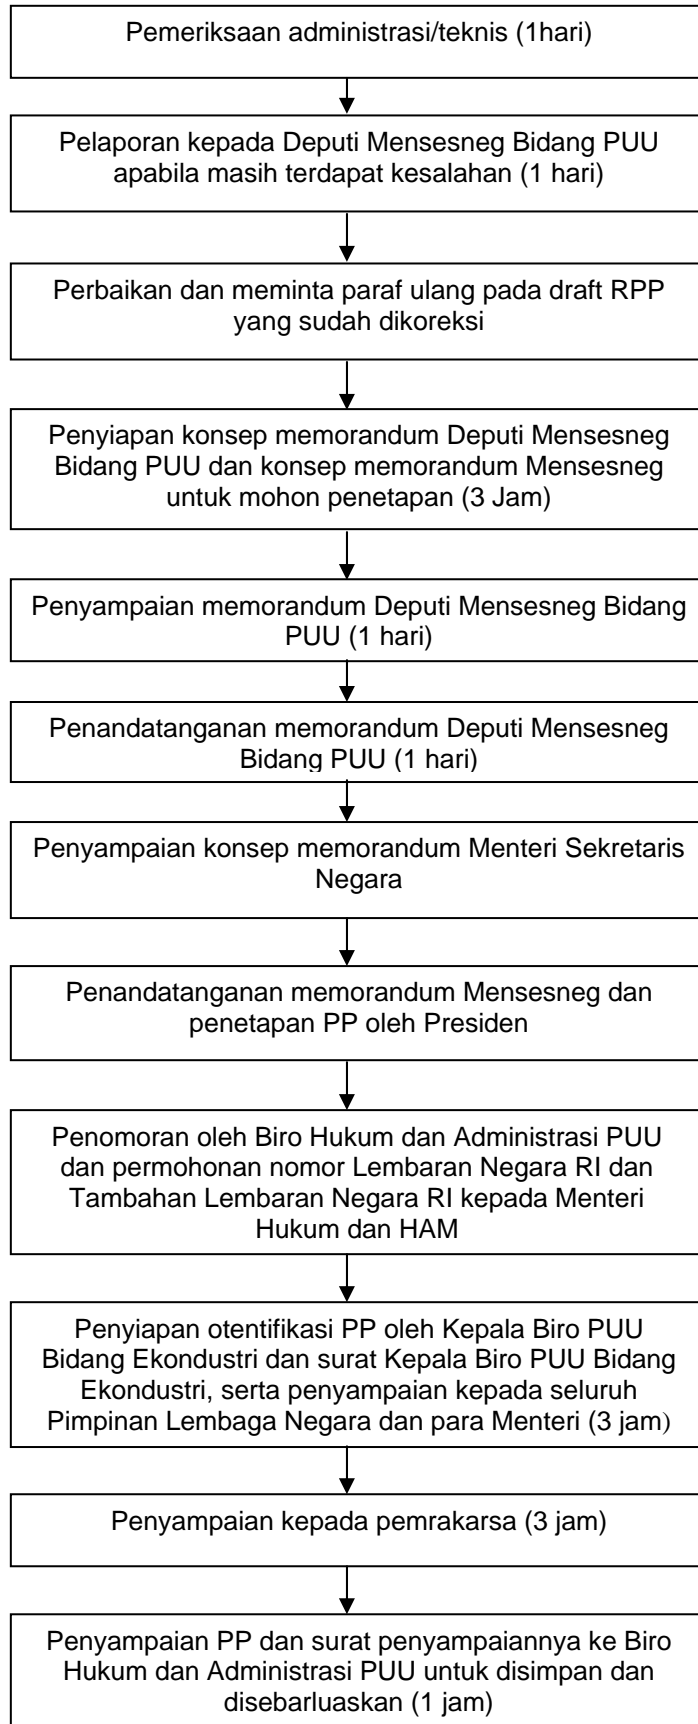 Pemeriksaan administrasi/teknis (1hari)
Pelaporan kepada Deputi Mensesneg Bidang PUU
apabila masih terdapat kesalahan (1 hari)
Perbaikan dan meminta paraf ulang pada draft RPP
yang sudah dikoreksi
Penyiapan konsep memorandum Deputi Mensesneg
Bidang PUU dan konsep memorandum Mensesneg
untuk mohon penetapan (3 Jam)
Penyampaian memorandum Deputi Mensesneg Bidang
PUU (1 hari)
Penandatanganan memorandum Deputi Mensesneg
Bidang PUU (1 hari)
Penyampaian konsep memorandum Menteri Sekretaris
Negara
Penandatanganan memorandum Mensesneg dan
penetapan PP oleh Presiden
Penomoran oleh Biro Hukum dan Administrasi PUU
dan permohonan nomor Lembaran Negara RI dan
Tambahan Lembaran Negara RI kepada Menteri
Hukum dan HAM
Penyiapan otentifikasi PP oleh Kepala Biro PUU
Bidang Ekondustri dan surat Kepala Biro PUU Bidang
Ekondustri, serta penyampaian kepada seluruh
Pimpinan Lembaga Negara dan para Menteri (3 jam)
Penyampaian kepada pemrakarsa (3 jam)
Penyampaian PP dan surat penyampaiannya ke Biro
Hukum dan Administrasi PUU untuk disimpan dan
disebarluaskan (1 jam)